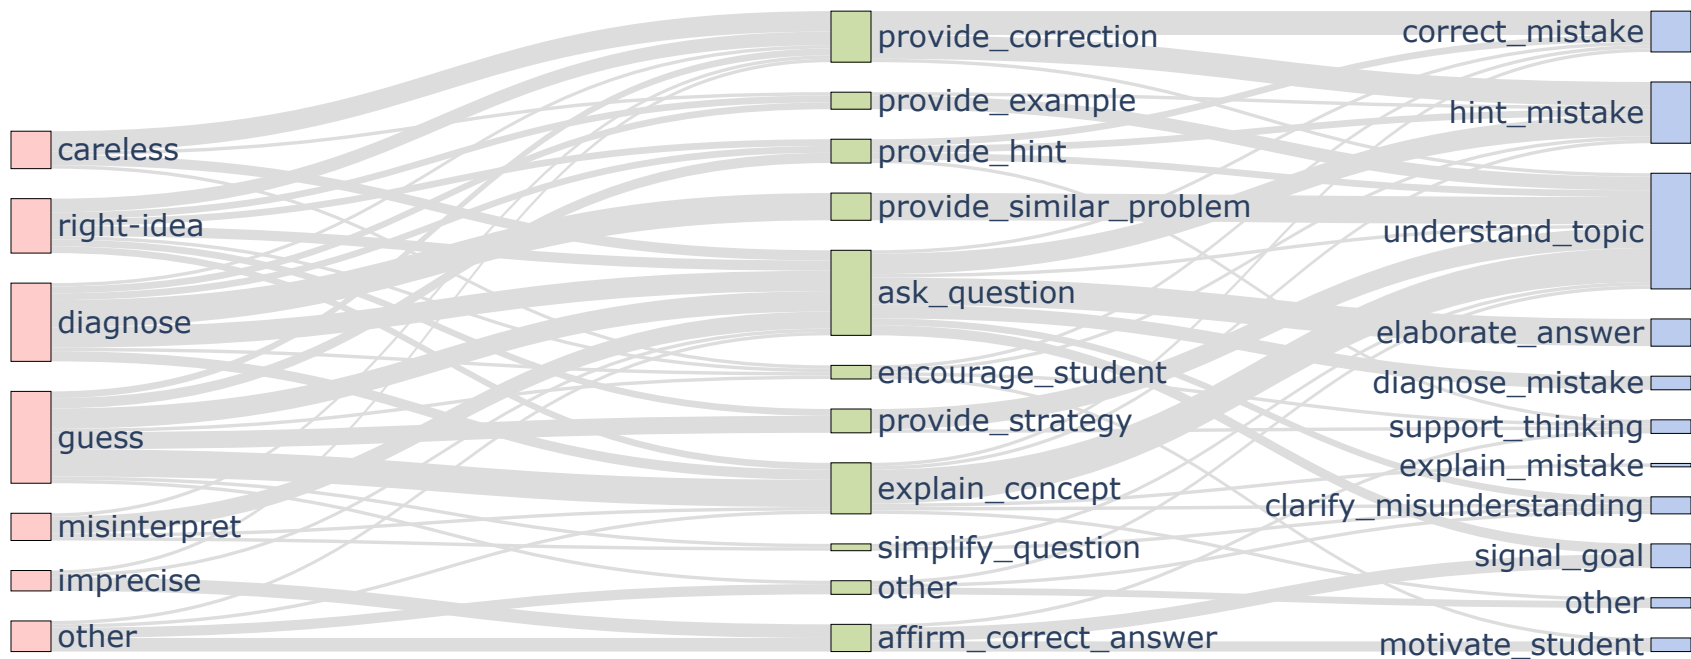 careless
right-idea
diagnose
guess
misinterpret
imprecise
other
provide_correction
provide_example
provide_hint
provide_similar_problem
ask_question
encourage_student
provide_strategy
explain_concept
simplify_question
other
affirm_correct_answer
correct_mistake
hint_mistake
understand_topic
elaborate_answer
diagnose_mistake
support_thinking
explain_mistake
clarify_misunderstanding
signal_goal
other
motivate_student